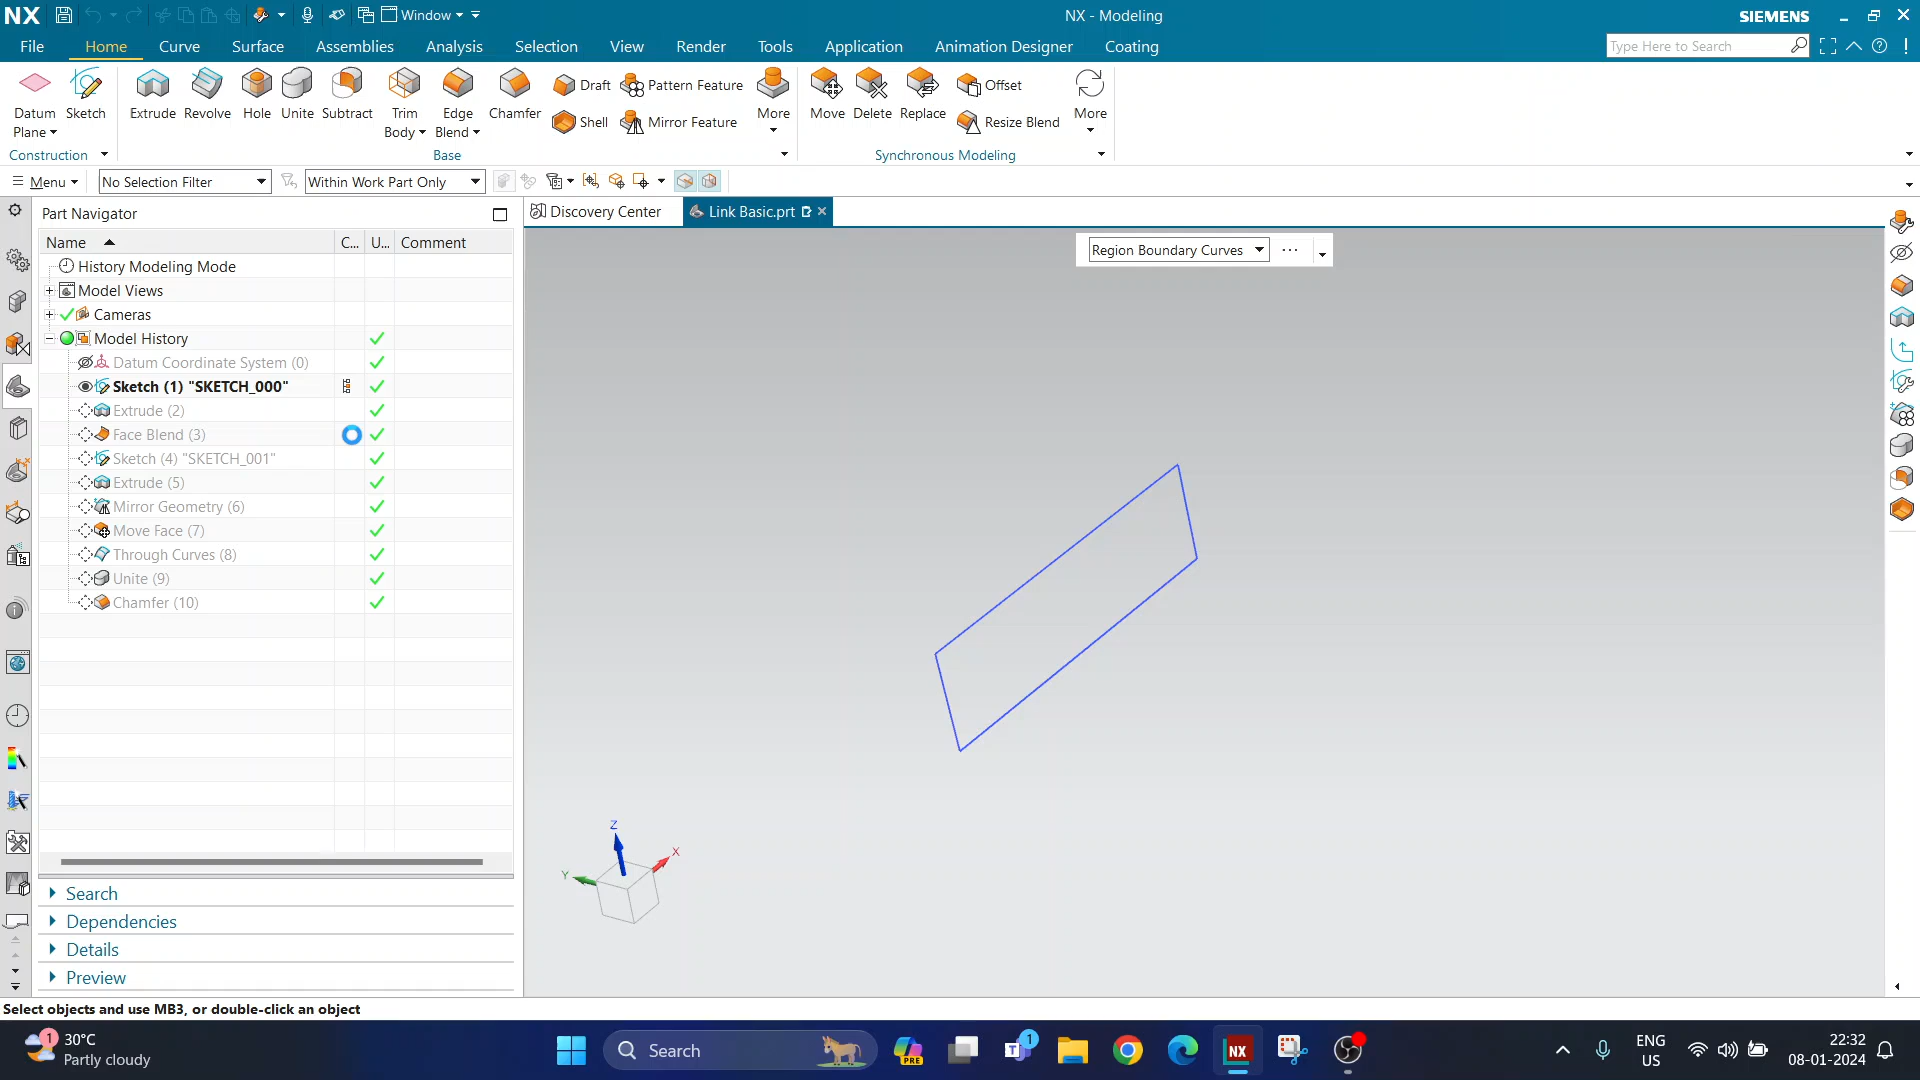 NX
Window
NX - Modeling
SIEMENS
File
Home
Curve
Surface
Assemblies
Analysis
Selection
View
Render
Tools
Application
Animation Designer
Coating
Type Here to Search
Datum
Plane
Sketch
Extrude
Revolve
Hole
Unite
Subtract
Trim
Body
Edge
Blend
Chamfer
Draft
Shell
Pattern Feature
Mirror Feature
More
Move
Delete
Replace
Offset
Resize Blend
More
Construction
Base
Synchronous Modeling
Menu
No Selection Filter
Within Work Part Only
Part Navigator
Discovery Center
Link Basic.prt
Name
C...
U...
Comment
Region Boundary Curves
History Modeling Mode
Model Views
Cameras
Model History
Datum Coordinate System (0)
Sketch (1) "SKETCH_000"
Extrude (2)
Face Blend (3)
Sketch (4) "SKETCH_001"
Extrude (5)
Mirror Geometry (6)
Move Face (7)
Through Curves (8)
Unite (9)
Chamfer (10)
Z
X
Y
Search
Dependencies
Details
Preview
Select objects and use MB3, or double-click an object
1
30°C
Partly cloudy
Search
PRE
1
NX
ENG
US
22:32
08-01-2024